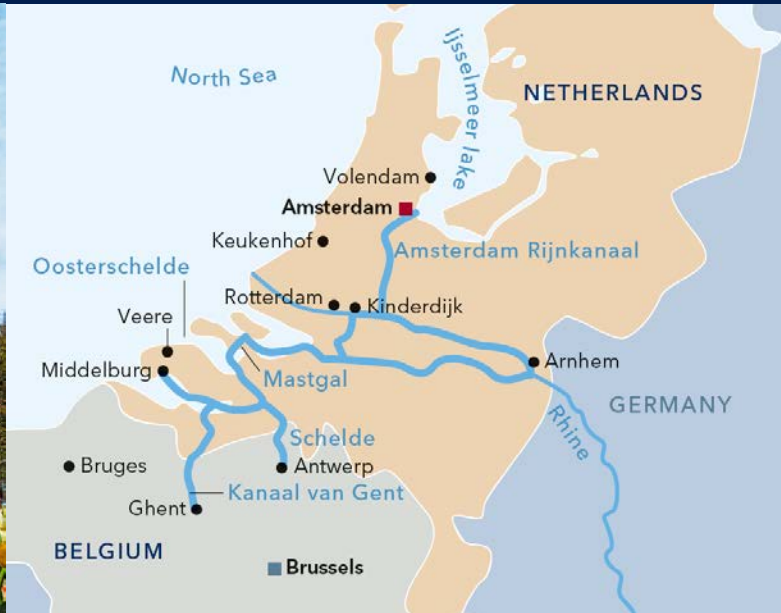 North Sea
Ijsselmeer lake
NETHERLANDS
Volendam
Amsterdam
Keukenhof
Amsterdam Rijnkanaal
Oosterschelde
Rotterdam
Kinderdijk
Veere
Middelburg
Arnhem
Mastgal
GERMANY
Rhine
Schelde
Bruges
Antwerp
Kanaal van Gent
Ghent
BELGIUM
Brussels